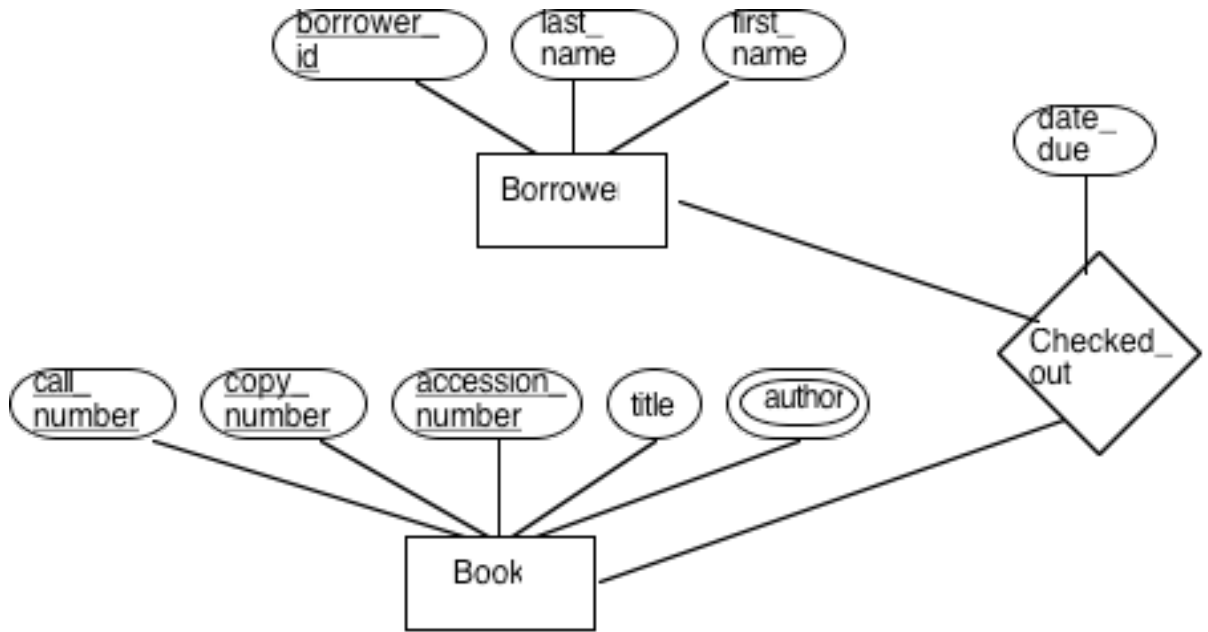 borrower_
id
last_
name
first_
name
date_
due
Borrower
Checked_
out
call_
number
copy_
number
accession_
number
title
author
Book